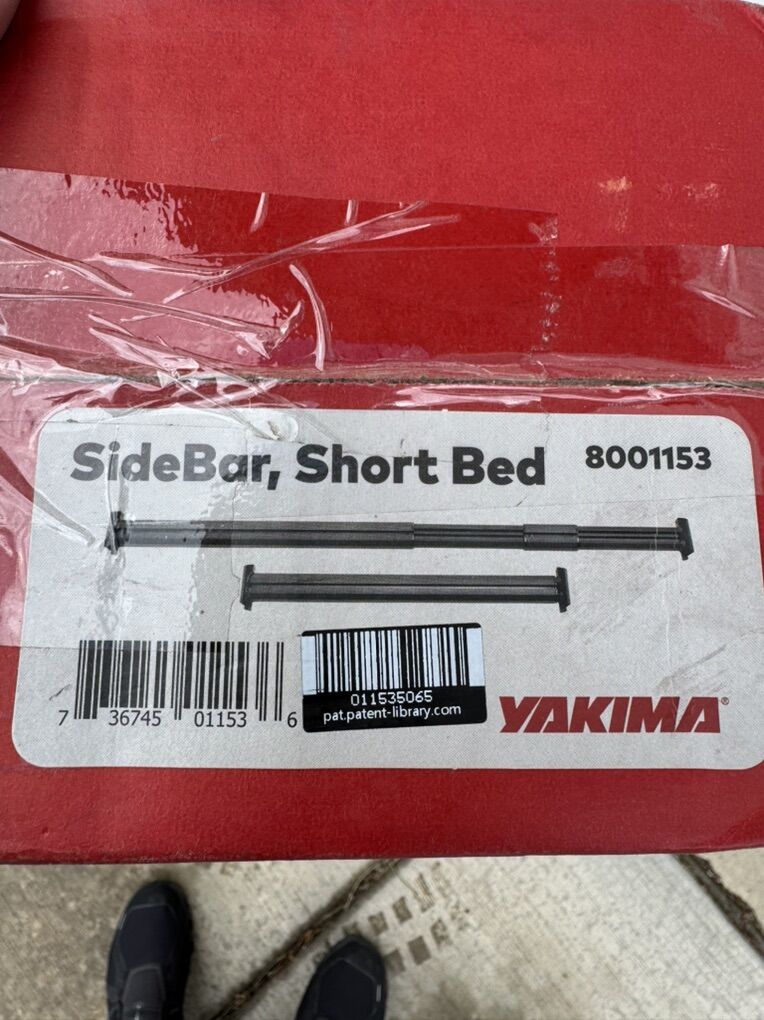 SideBar, Short Bed 8001153
7 36745 01153 6
011535065
pat.patent-library.com
YAKIMA®